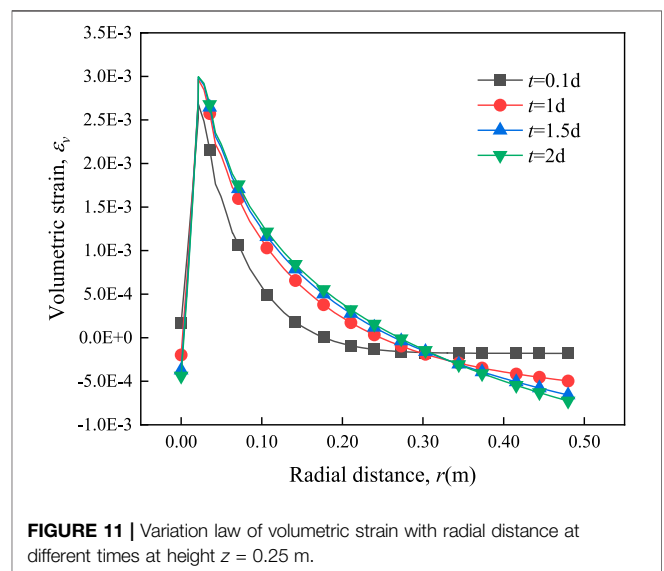 3.5E-3
3.0E-3
2.5E-3
2.0E-3
1.5E-3
1.0E-3
5.0E-4
0.0E+0
-5.0E-4
-1.0E-3
Volumetric strain, εv
t=0.1d
t=1d
t=1.5d
t=2d
0.00 0.10 0.20 0.30 0.40 0.50
Radial distance, r(m)
FIGURE 11 | Variation law of volumetric strain with radial distance at
different times at height z = 0.25 m.